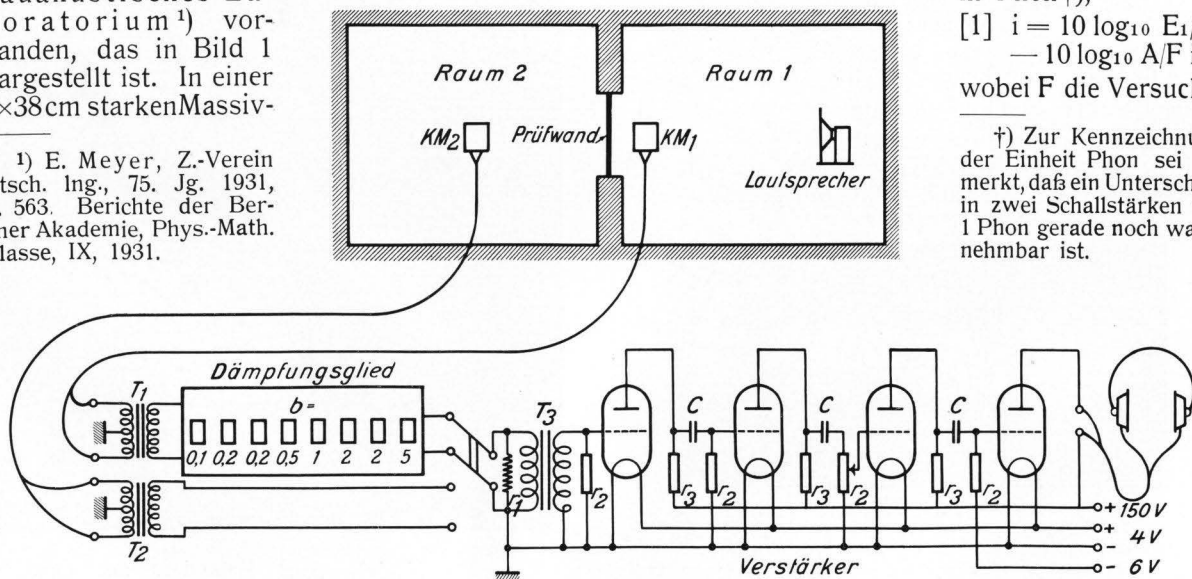 oratorium ¹) vor-
anden, das in Bild 1
argestellt ist. In einer
×38cm starken Massiv-
¹) E. Meyer, Z.-Verein
tsch. Ing., 75. Jg. 1931,
563. Berichte der Ber-
ner Akademie, Phys.-Math.
lasse, IX, 1931.
Raum 2
Raum 1
KM2
Prüfwand
KM1
Lautsprecher
[1] i = 10 log10 E1/
— 10 log10 A/F i
wobei F die Versuch
†) Zur Kennzeichnu
der Einheit Phon sei
merkt, daß ein Untersch
in zwei Schallstärken
1 Phon gerade noch wa
nehmbar ist.
Dämpfungsglied
b=
0,1 0,2 0,2 0,5 1 2 2 5
T1
T2
T3
r1
r2
C
r3
r2
C
r3
r2
C
r3
r2
+ 150 V
+ 4 V
-
- 6 V
Verstärker